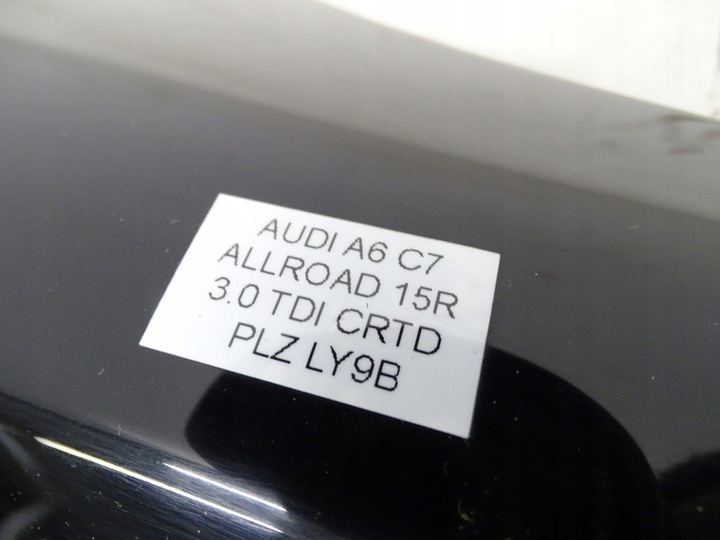 AUDI A6 C7
ALLROAD 15R
3.0 TDI CRTD
PLZ LY9B